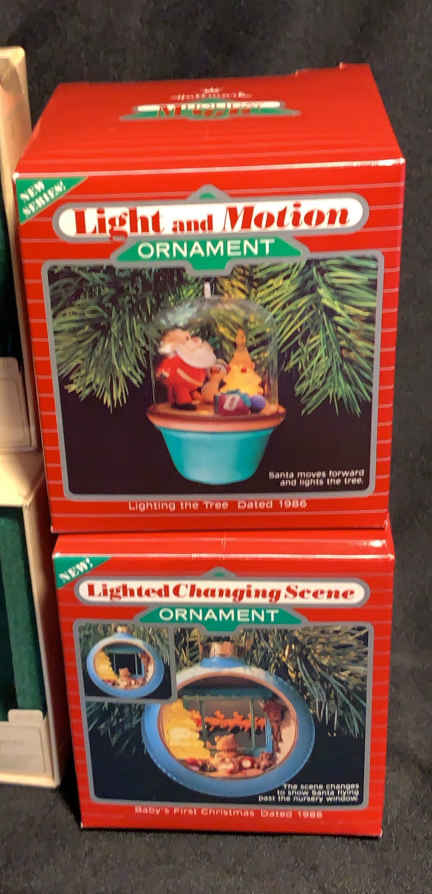 Hallmark
NEW
SERIES!
Light and Motion
ORNAMENT
Santa moves forward
and lights the tree.
Lighting the Tree Dated 1986
NEW!
Lighted Changing Scene
ORNAMENT
The scene changes
to show Santa flying
past the nursery window.
Baby's First Christmas Dated 1986